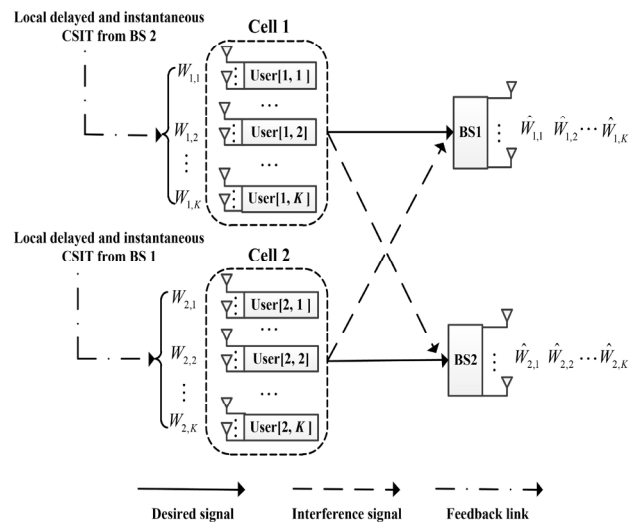 Local delayed and instantaneous
CSIT from BS 2
Cell 1
W1,1
User[1, 1]
...
W1,2
User[1, 2]
⋮
...
W1,K
User[1, K]
BS1
Ŵ1,1 Ŵ1,2 ⋯ Ŵ1,K
Local delayed and instantaneous
CSIT from BS 1
Cell 2
W2,1
User[2, 1]
...
W2,2
User[2, 2]
⋮
...
W2,K
User[2, K]
BS2
Ŵ2,1 Ŵ2,2 ⋯ Ŵ2,K
Desired signal
Interference signal
Feedback link